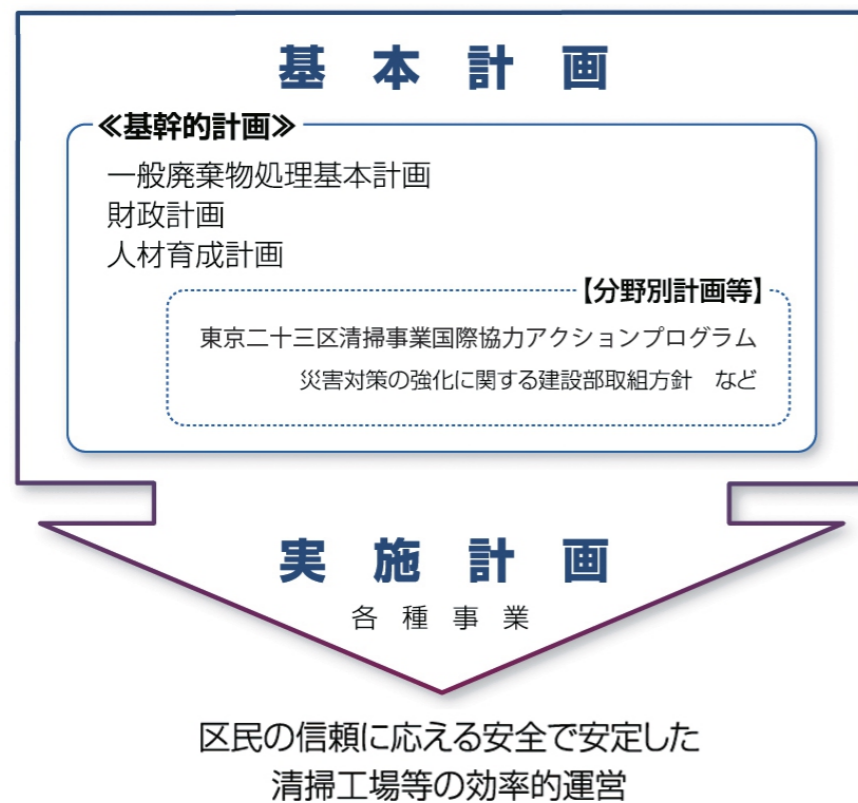 基本計画
≪基幹的計画≫
一般廃棄物処理基本計画
財政計画
人材育成計画
【分野別計画等】
東京二十三区清掃事業国際協力アクションプログラム
災害対策の強化に関する建設部取組方針　など
実施計画
各種事業
区民の信頼に応える安全で安定した
清掃工場等の効率的運営